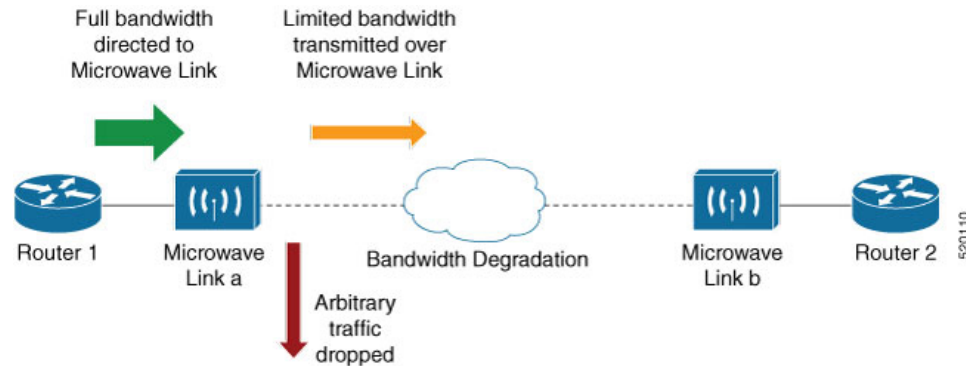 Full bandwidth
directed to
Microwave Link
Limited bandwidth
transmitted over
Microwave Link
Router 1
Microwave
Link a
Bandwidth Degradation
Microwave
Link b
Router 2
Arbitrary
traffic
dropped
520110